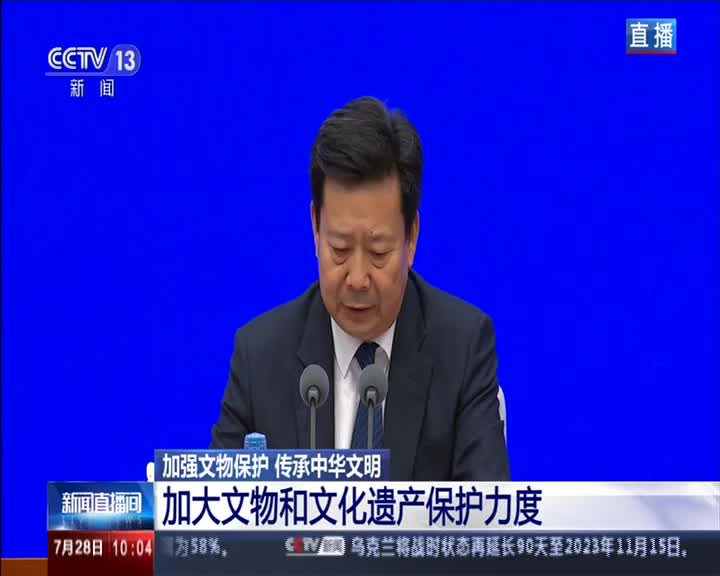 CCTV 13
新闻
直播
加强文物保护 传承中华文明
新闻直播间
加大文物和文化遗产保护力度
7月28日 10:04
为58%。 CCTV 乌克兰将战时状态再延长90天至2023年11月15日。